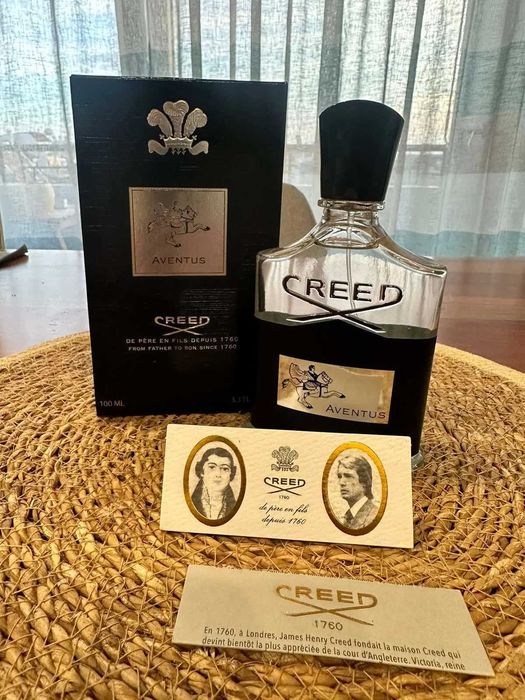 AVENTUS
CREED
DE PÈRE EN FILS DEPUIS 1760
FROM FATHER TO SON SINCE 1760
100 ML
CREED
AVENTUS
CREED
1760
de père en fils
depuis 1760
CREED
1760
En 1760, à Londres, James Henry Creed fondait la maison Creed qui
devint bientôt la plus appréciée de la cour d'Angleterre. Victoria, reine